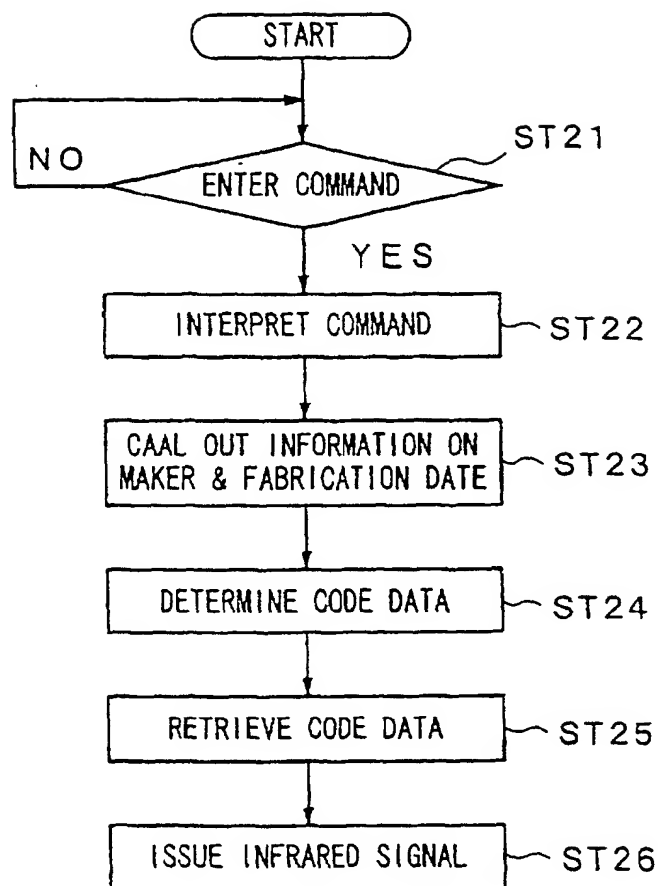 START
NO
ENTER COMMAND
ST21
YES
INTERPRET COMMAND
ST22
CAAL OUT INFORMATION ON
MAKER & FABRICATION DATE
ST23
DETERMINE CODE DATA
ST24
RETRIEVE CODE DATA
ST25
ISSUE INFRARED SIGNAL
ST26